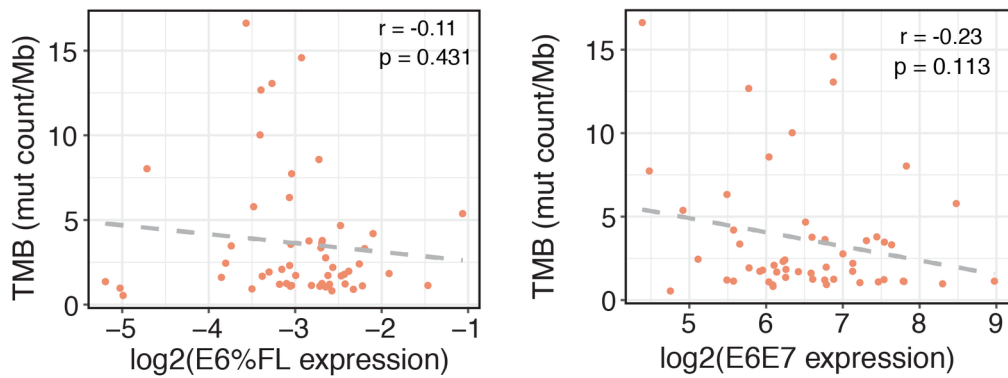 r = -0.11
p = 0.431
TMB (mut count/Mb)
15
10
5
0
−5 −4 −3 −2 −1
log2(E6%FL expression)
r = -0.23
p = 0.113
TMB (mut count/Mb)
15
10
5
0
5 6 7 8 9
log2(E6E7 expression)